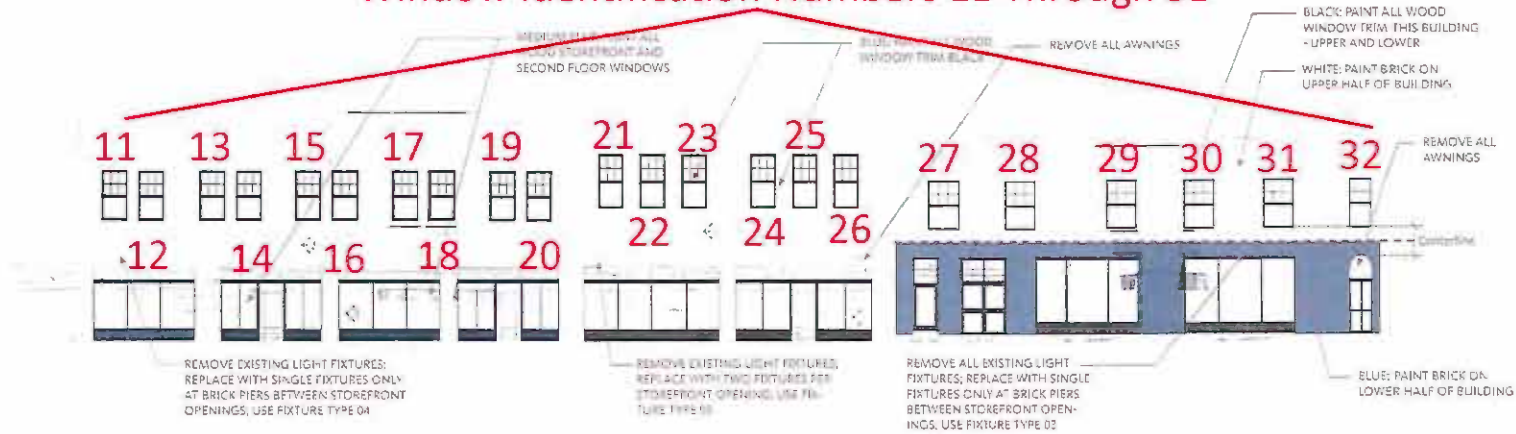 Window Identification Numbers 11 Through 32
BLACK: PAINT ALL WOOD
WINDOW TRIM THIS BUILDING
- UPPER AND LOWER
SECOND FLOOR WINDOWS
WINDOW TRIM BLACK
REMOVE ALL AWNINGS
WHITE: PAINT BRICK ON
UPPER HALF OF BUILDING
11 13 15 17 19 21 23 25 27 28 29 30 31 32
REMOVE ALL
AWNINGS
12 14 16 18 20 22 24 26
Centerline
REMOVE EXISTING LIGHT FIXTURES;
REPLACE WITH SINGLE FIXTURES ONLY
AT BRICK PIERS BETWEEN STOREFRONT
OPENINGS, USE FIXTURE TYPE 04
REMOVE EXISTING LIGHT FIXTURES,
REPLACE WITH TWO FIXTURES PER
STOREFRONT OPENING, USE FIX-
TURE TYPE
REMOVE ALL EXISTING LIGHT
FIXTURES; REPLACE WITH SINGLE
FIXTURES ONLY AT BRICK PIERS
BETWEEN STOREFRONT OPEN-
INGS. USE FIXTURE TYPE 03
BLUE: PAINT BRICK ON
LOWER HALF OF BUILDING